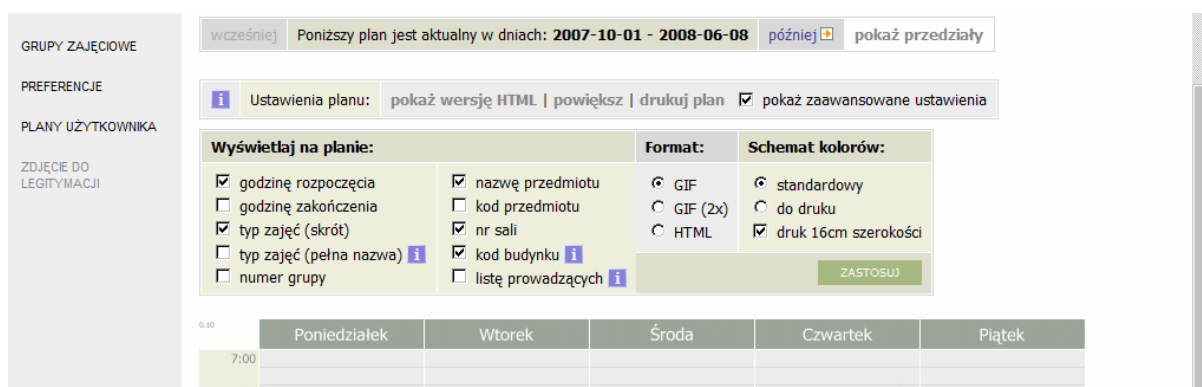 GRUPY ZAJĘCIOWE
PREFERENCJE
PLANY UŻYTKOWNIKA
ZDJĘCIE DO
LEGITYMACJI
wcześniej Poniższy plan jest aktualny w dniach: 2007-10-01 - 2008-06-08 później pokaż przedziały
i Ustawienia planu: pokaż wersję HTML | powiększ | drukuj plan pokaż zaawansowane ustawienia
Wyświetlaj na planie: Format: Schemat kolorów:
godzinę rozpoczęcia nazwę przedmiotu GIF standardowy
godzinę zakończenia kod przedmiotu GIF (2x) do druku
typ zajęć (skrót) nr sali HTML druk 16cm szerokości
typ zajęć (pełna nazwa) i kod budynku i
numer grupy listę prowadzących i ZASTOSUJ
0.10 Poniedziałek Wtorek Środa Czwartek Piątek
7:00